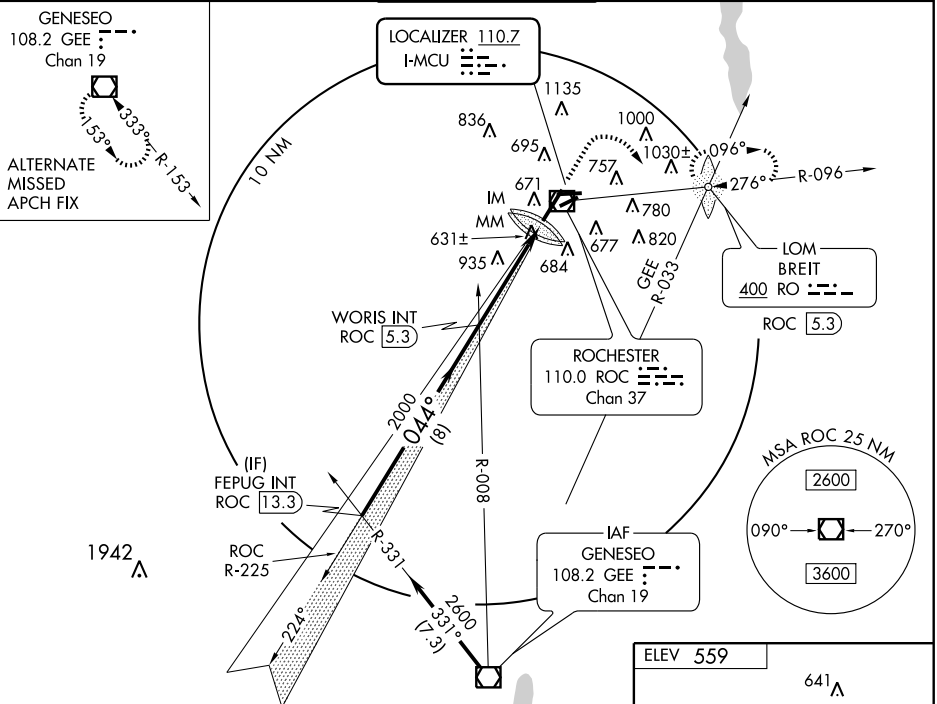 GENESEO
108.2 GEE
Chan 19
153°
333°
R-153
ALTERNATE
MISSED
APCH FIX
LOCALIZER 110.7
I-MCU
10 NM
1135
836
695
1000
1030±
757
671
IM
MM
631±
935
684
677
780
820
096°
276°
R-096
GEE
R-033
LOM
BREIT
400 RO
ROC 5.3
WORIS INT
ROC 5.3
ROCHESTER
110.0 ROC
Chan 37
2000
044°
(8)
R-008
(IF)
FEPUG INT
ROC 13.3
ROC
R-225
224°
R-331
2600
331°
(7.3)
1942
IAF
GENESEO
108.2 GEE
Chan 19
MSA ROC 25 NM
2600
090°
270°
3600
ELEV 559
641